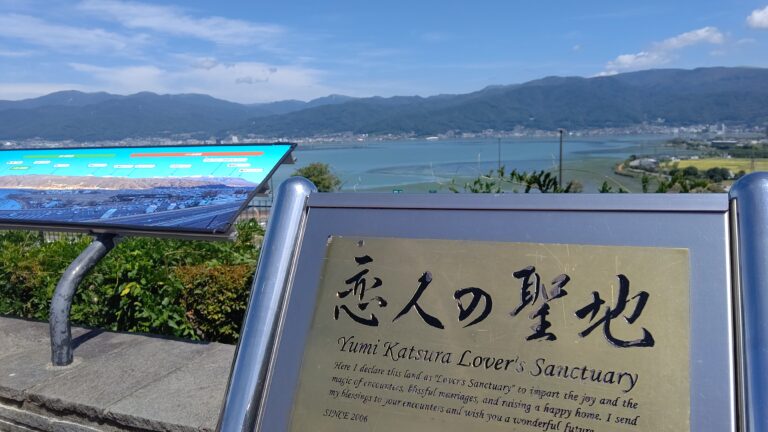 恋人の聖地
Yumi Katsura Lover's Sanctuary
Here I declare this land as "Lover's Sanctuary" to impart the joy and the
magic of encounters, blissful marriages, and raising a happy home. I send
my blessings to your encounters and wish you a wonderful future.
SINCE 2006